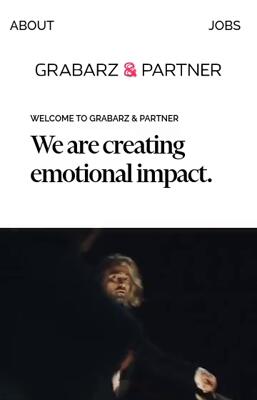 ABOUT JOBS
GRABARZ & PARTNER
WELCOME TO GRABARZ & PARTNER
We are creating
emotional impact.